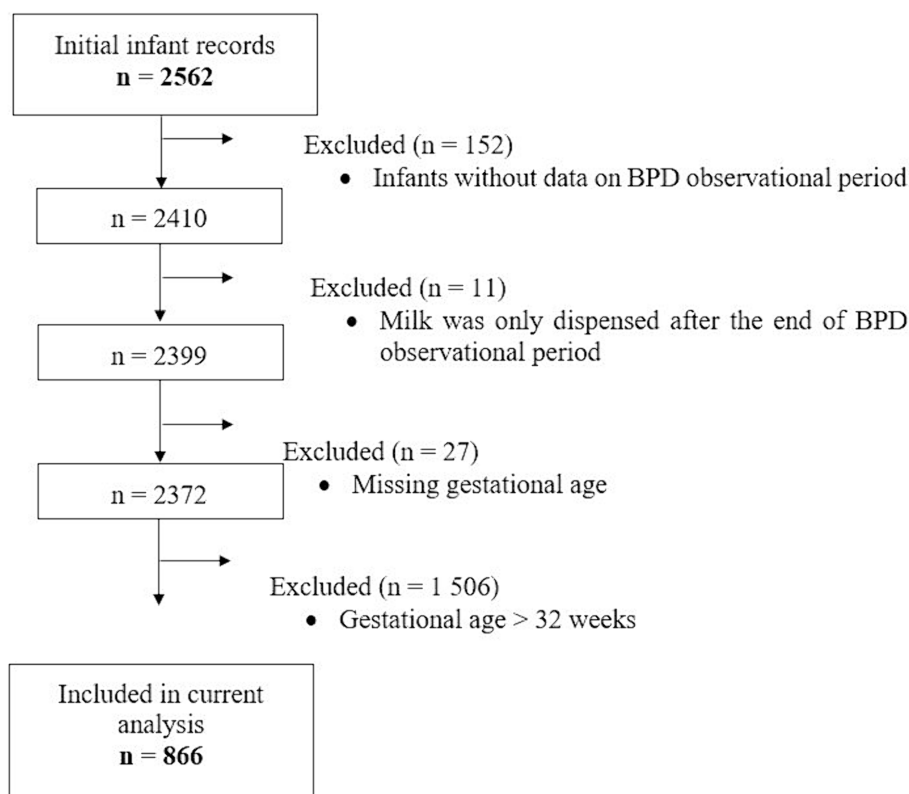 Initial infant records
n = 2562
Excluded (n = 152)
• Infants without data on BPD observational period
n = 2410
Excluded (n = 11)
• Milk was only dispensed after the end of BPD
observational period
n = 2399
Excluded (n = 27)
• Missing gestational age
n = 2372
Excluded (n = 1 506)
• Gestational age > 32 weeks
Included in current
analysis
n = 866